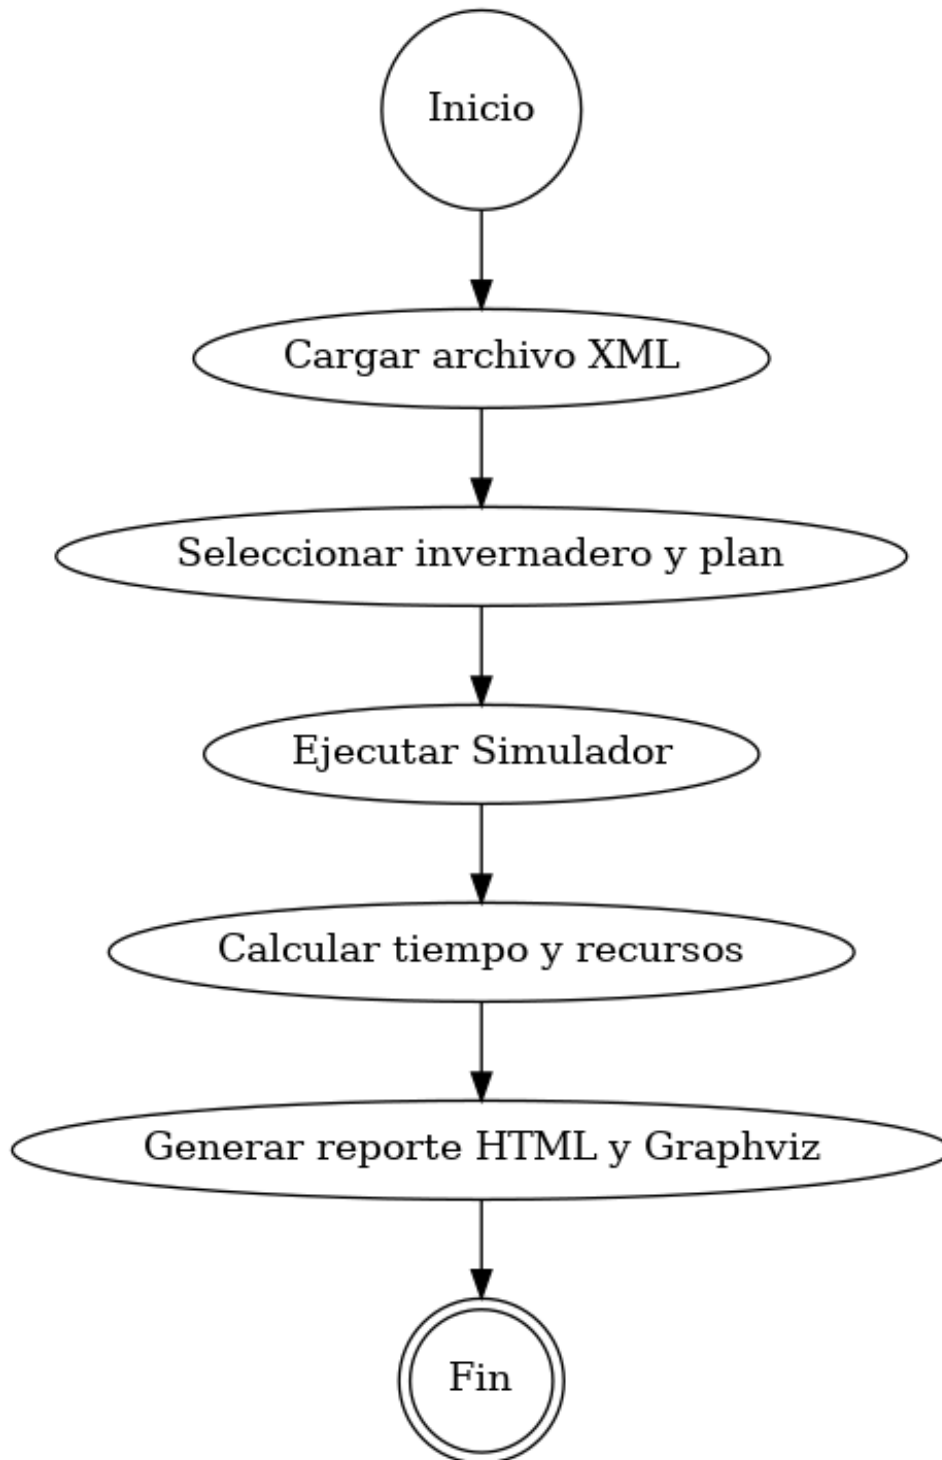 Inicio
Cargar archivo XML
Seleccionar invernadero y plan
Ejecutar Simulador
Calcular tiempo y recursos
Generar reporte HTML y Graphviz
Fin